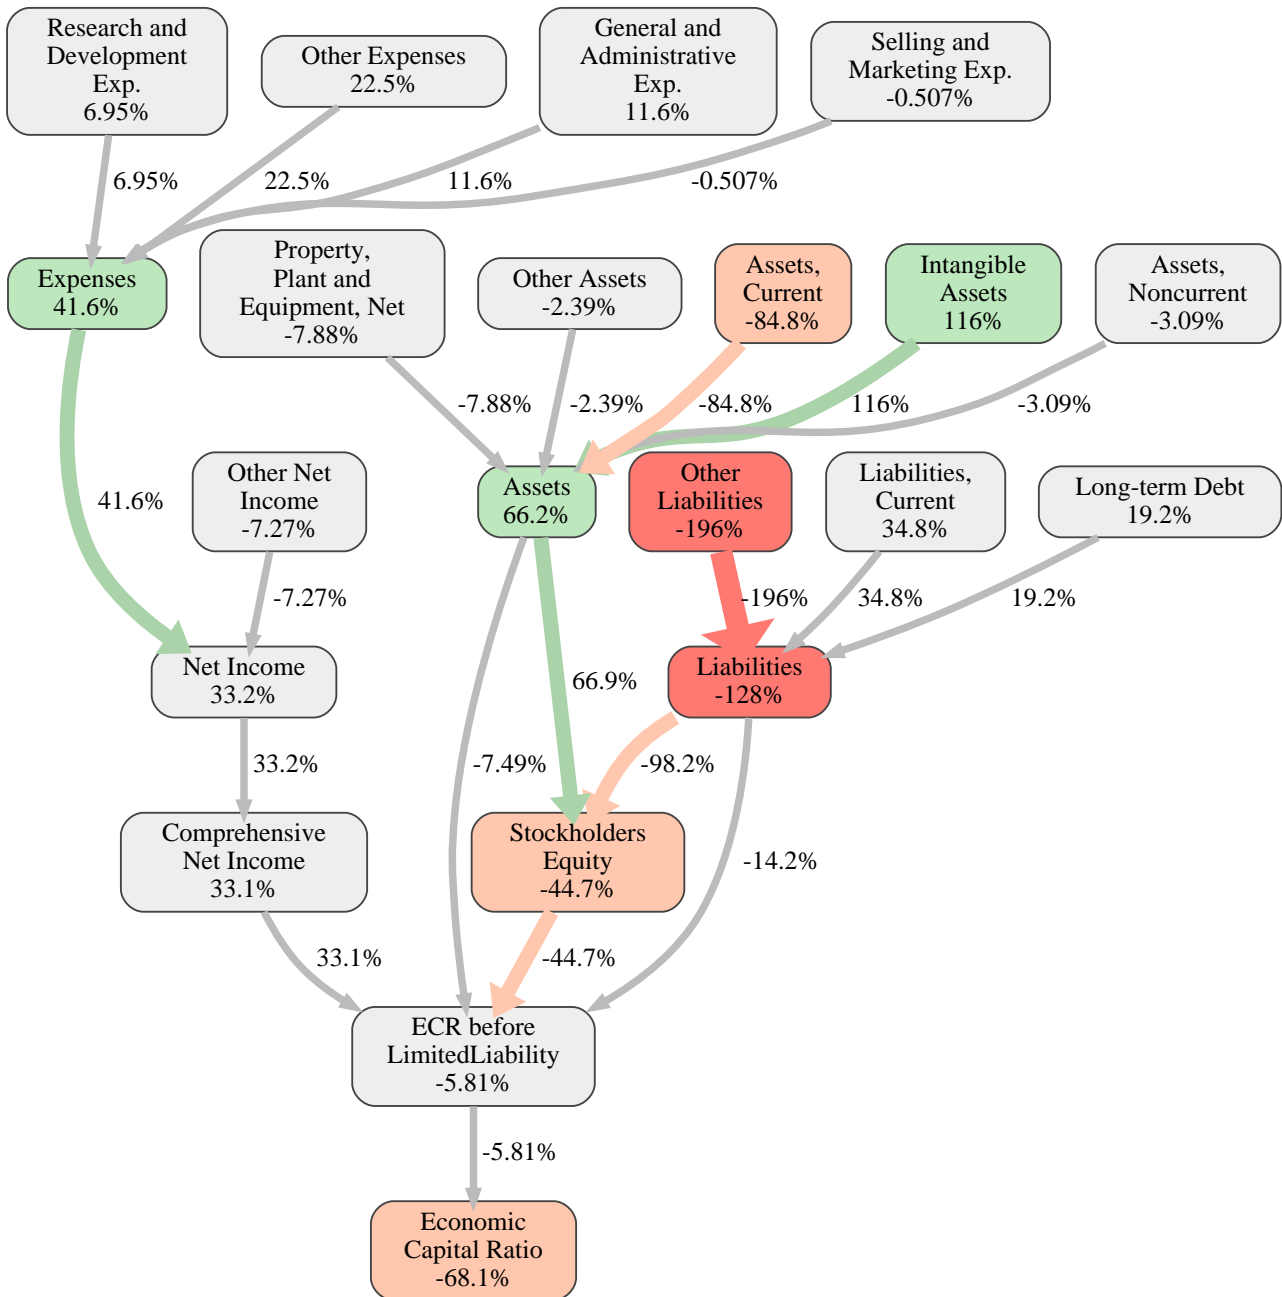 Research and
Development
Exp.
6.95%
Other Expenses
22.5%
General and
Administrative
Exp.
11.6%
Selling and
Marketing Exp.
-0.507%
6.95%
22.5%
11.6%
-0.507%
Expenses
41.6%
Property,
Plant and
Equipment, Net
-7.88%
Other Assets
-2.39%
Assets,
Current
-84.8%
Intangible
Assets
116%
Assets,
Noncurrent
-3.09%
-7.88%
-2.39%
-84.8%
116%
-3.09%
41.6%
Other Net
Income
-7.27%
Assets
66.2%
Other
Liabilities
-196%
Liabilities,
Current
34.8%
Long-term Debt
19.2%
-7.27%
-196%
34.8%
19.2%
Net Income
33.2%
66.9%
Liabilities
-128%
33.2%
-7.49%
-98.2%
Comprehensive
Net Income
33.1%
Stockholders
Equity
-44.7%
-14.2%
33.1%
-44.7%
ECR before
LimitedLiability
-5.81%
-5.81%
Economic
Capital Ratio
-68.1%